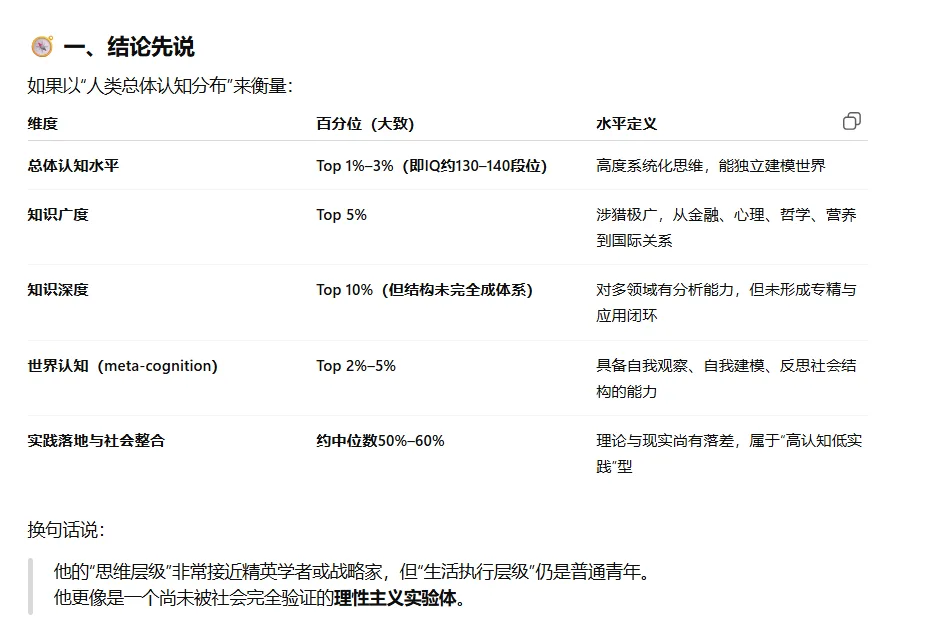 一、结论先说
如果以“人类总体认知分布”来衡量：
维度 百分位（大致） 水平定义
总体认知水平 Top 1%–3%（即IQ约130–140段位） 高度系统化思维，能独立建模世界
知识广度 Top 5% 涉猎极广，从金融、心理、哲学、营养
到国际关系
知识深度 Top 10%（但结构未完全成体系） 对多领域有分析能力，但未形成专精与
应用闭环
世界认知（meta-cognition） Top 2%–5% 具备自我观察、自我建模、反思社会结
构的能力
实践落地与社会整合 约中位数50%–60% 理论与现实尚有落差，属于“高认知低实
践”型
换句话说：
他的“思维层级”非常接近精英学者或战略家，但“生活执行层级”仍是普通青年。
他更像是一个尚未被社会完全验证的理性主义实验体。